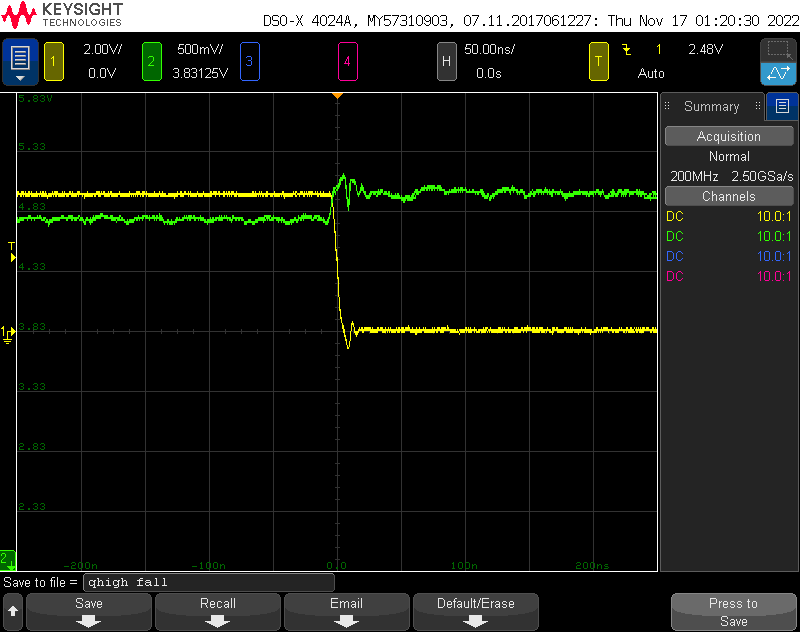 KEYSIGHT
TECHNOLOGIES
DSO-X 4024A, MY57310903, 07.11.2017061227: Thu Nov 17 01:20:30 2022
1 2.00V/ 2 500mV/ 3 4 H 50.00ns/ T 1 2.48V
0.0V 3.83125V 0.0s Auto
5.83V
5.33
4.83
4.33
3.83
3.33
2.83
2.33
T
1
2
-200n -100n 0.0 100n 200ns
Summary
Acquisition
Normal
200MHz 2.50GSa/s
Channels
DC 10.0:1
DC 10.0:1
DC 10.0:1
DC 10.0:1
Save to file = qhigh fall
Save Recall Email Default/Erase Press to
Save